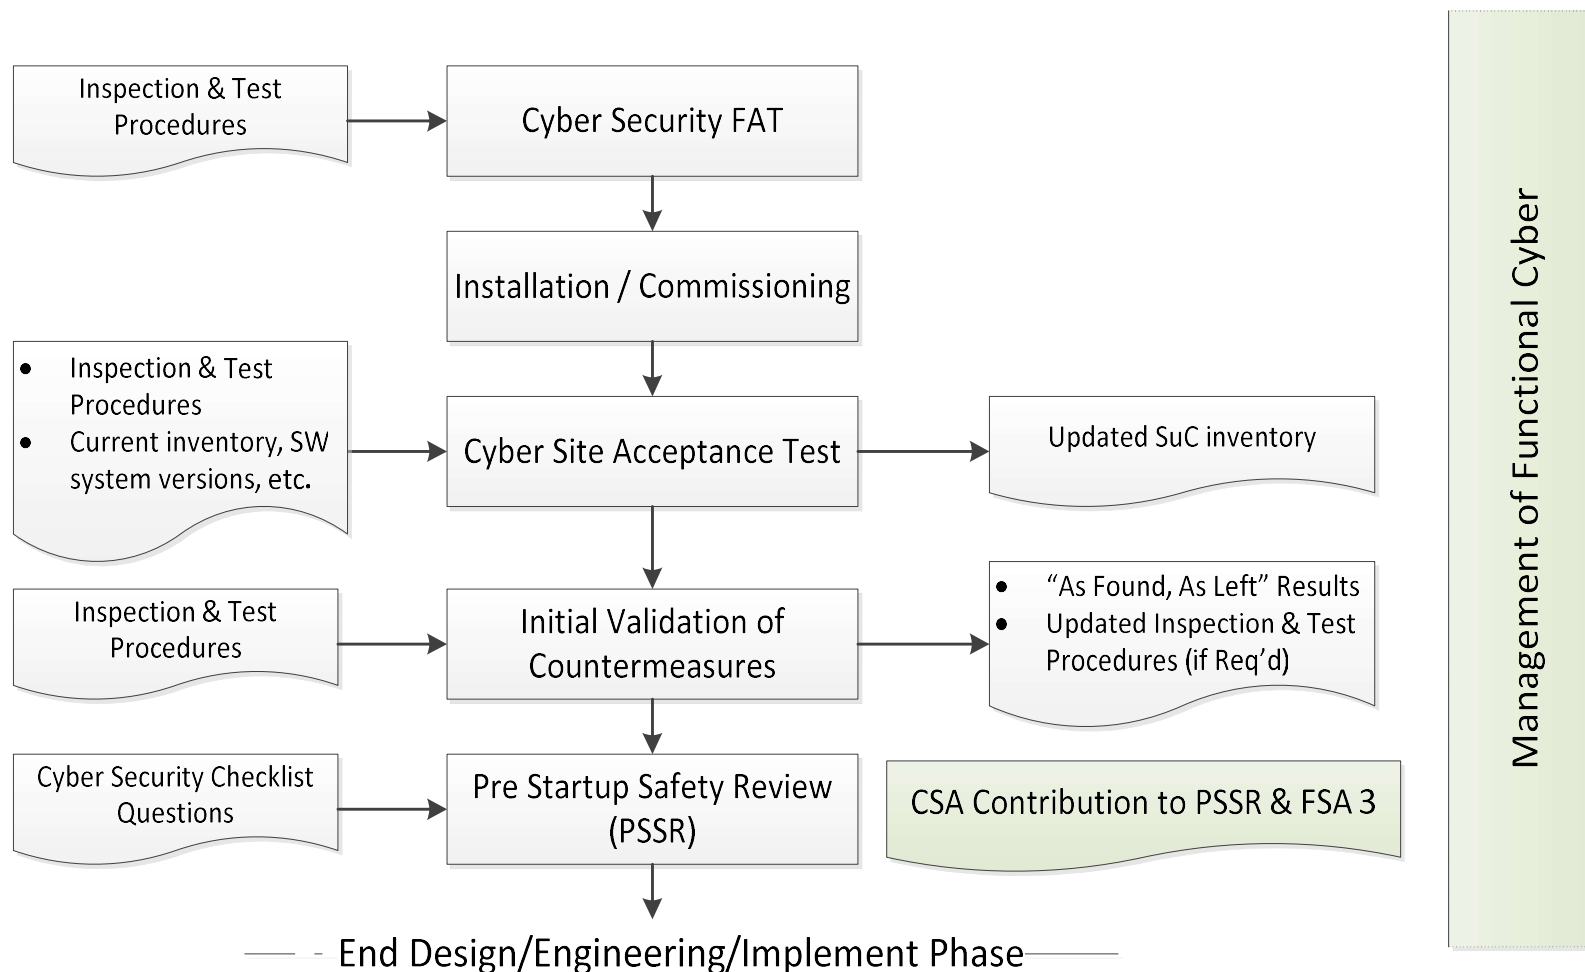 Inspection & Test
Procedures
Cyber Security FAT
Installation / Commissioning
• Inspection & Test
Procedures
• Current inventory, SW
system versions, etc.
Cyber Site Acceptance Test
Updated SuC inventory
Inspection & Test
Procedures
Initial Validation of
Countermeasures
• “As Found, As Left” Results
• Updated Inspection & Test
Procedures (if Req’d)
Cyber Security Checklist
Questions
Pre Startup Safety Review
(PSSR)
CSA Contribution to PSSR & FSA 3
End Design/Engineering/Implement Phase
Management of Functional Cyber